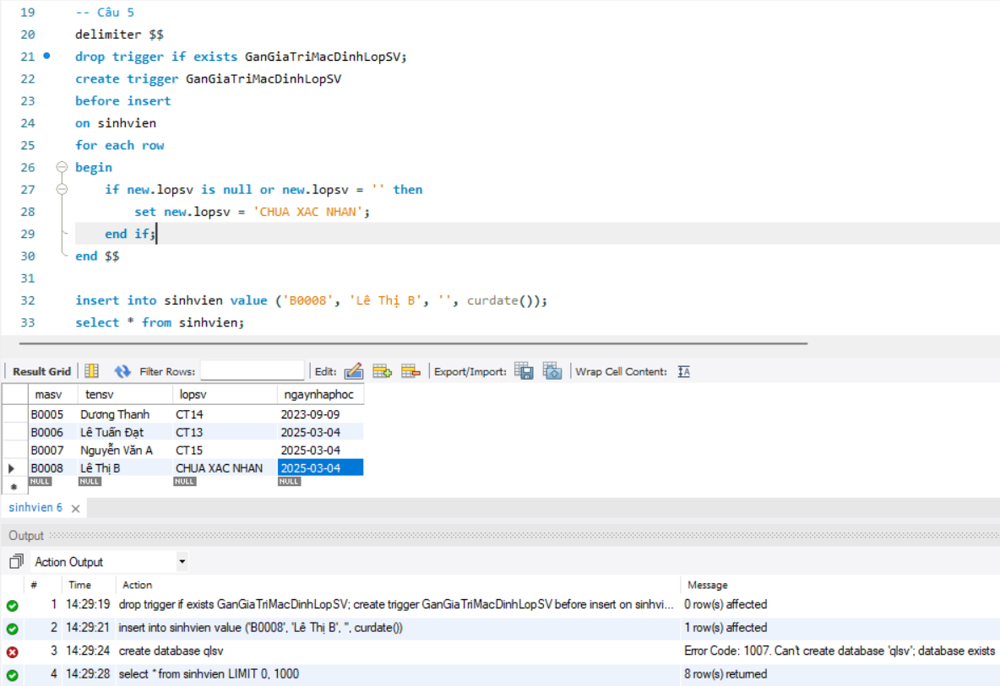 19 -- Câu 5
20 delimiter $$
21 drop trigger if exists GanGiaTriMacDinhLopSV;
22 create trigger GanGiaTriMacDinhLopSV
23 before insert
24 on sinhvien
25 for each row
26 begin
27 if new.lopsv is null or new.lopsv = '' then
28 set new.lopsv = 'CHUA XAC NHAN';
29 end if;
30 end $$
31
32 insert into sinhvien value ('B0008', 'Lê Thị B', '', curdate());
33 select * from sinhvien;
Result Grid Filter Rows: Edit: Export/Import: Wrap Cell Content: IA
masv tensv lopsv ngaynhaphoc
B0005 Dương Thanh CT14 2023-09-09
B0006 Lê Tuấn Đạt CT13 2025-03-04
B0007 Nguyễn Văn A CT15 2025-03-04
B0008 Lê Thị B CHUA XAC NHAN 2025-03-04
NULL NULL NULL NULL
sinhvien 6
Output
Action Output
# Time Action Message
1 14:29:19 drop trigger if exists GanGiaTriMacDinhLopSV; create trigger GanGiaTriMacDinhLopSV before insert on sinhvi... 0 row(s) affected
2 14:29:21 insert into sinhvien value ('B0008', 'Lê Thị B', '', curdate()) 1 row(s) affected
3 14:29:24 create database qlsv Error Code: 1007. Can't create database 'qlsv'; database exists
4 14:29:28 select * from sinhvien LIMIT 0, 1000 8 row(s) returned